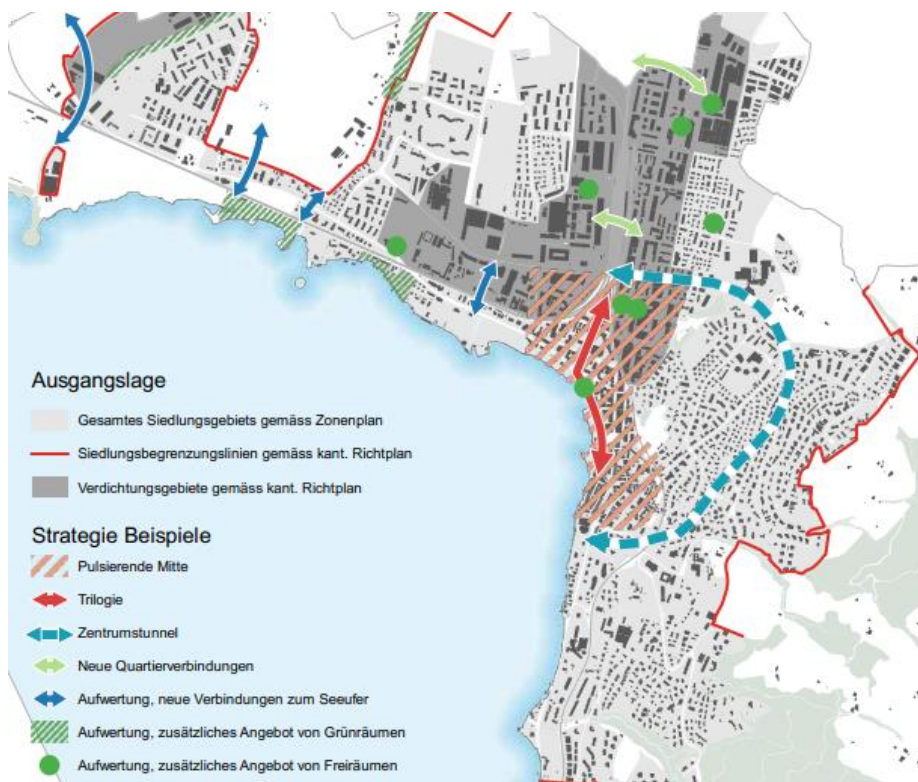 Ausgangslage
Gesamtes Siedlungsgebiets gemäss Zonenplan
Siedlungsbegrenzungslinien gemäss kant. Richtplan
Verdichtungsgebiete gemäss kant. Richtplan
Strategie Beispiele
Pulsierende Mitte
Trilogie
Zentrumstunnel
Neue Quartierverbindungen
Aufwertung, neue Verbindungen zum Seeufer
Aufwertung, zusätzliches Angebot von Grünräumen
Aufwertung, zusätzliches Angebot von Freiräumen